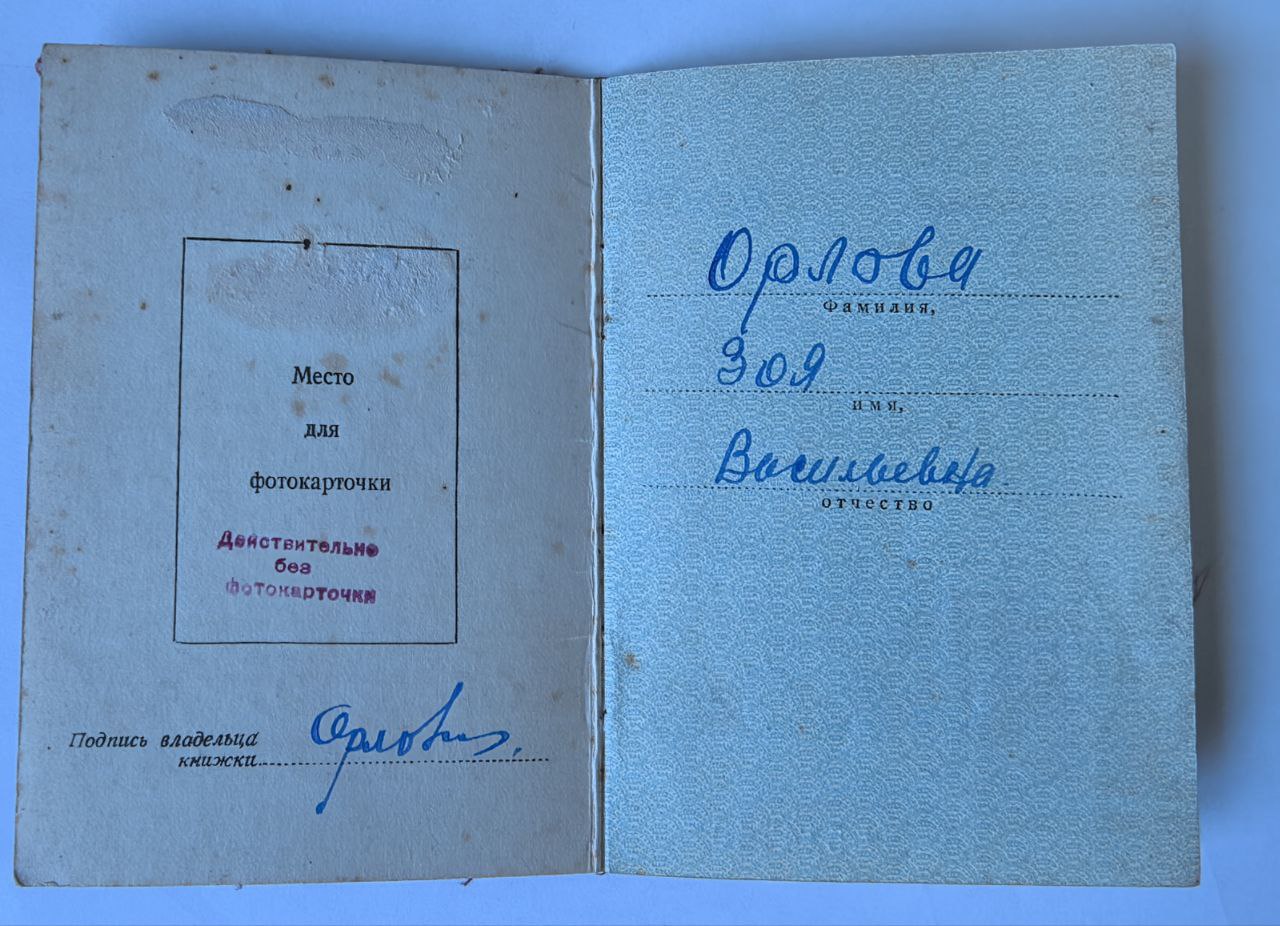 Место
для
фотокарточки
Действительно
без
фотокарточки
Подпись владельца Орлова
книжки
Орлова
Фамилия,
Зоя
имя,
Васильевна
отчество